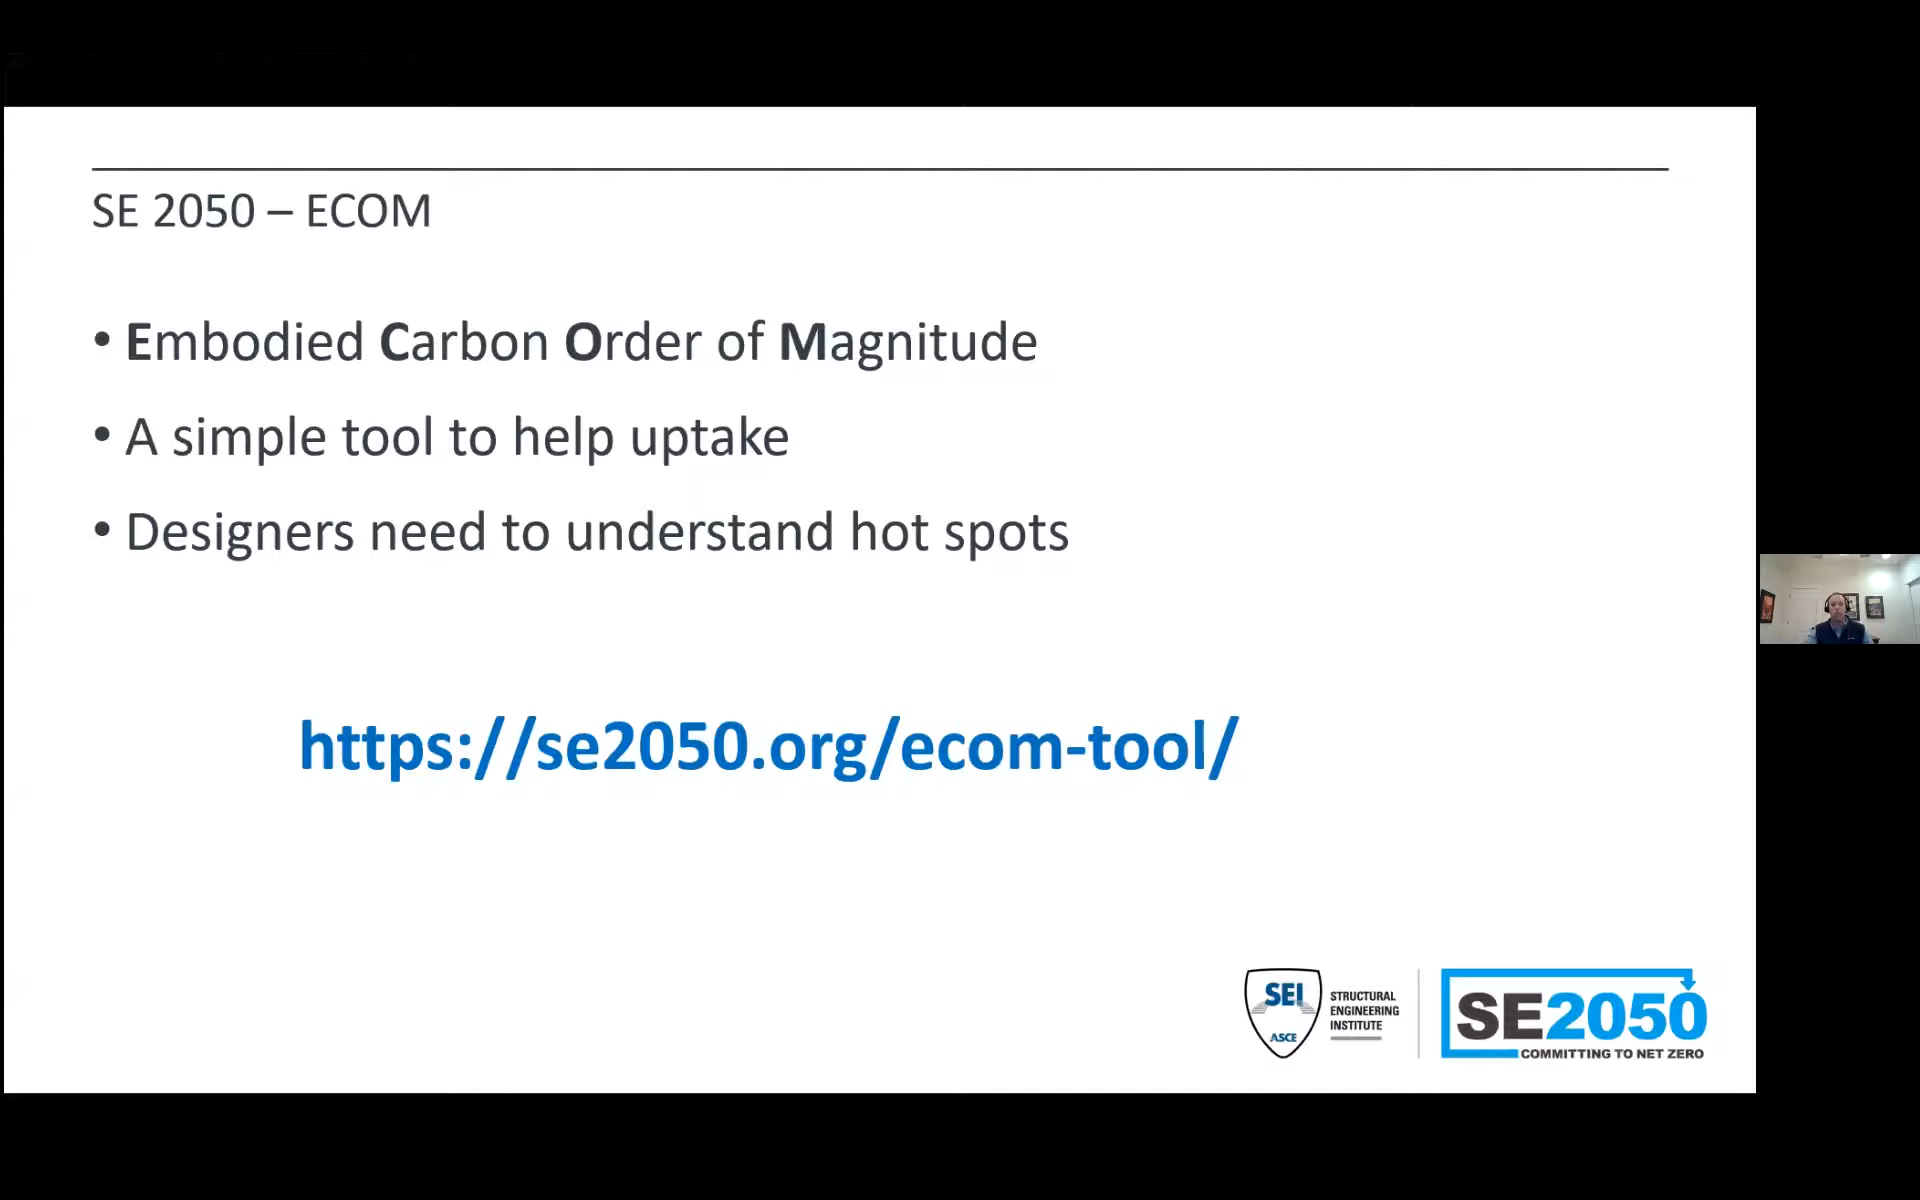 SE 2050 – ECOM
• Embodied Carbon Order of Magnitude
• A simple tool to help uptake
• Designers need to understand hot spots
https://se2050.org/ecom-tool/
SEI
ASCE
STRUCTURAL
ENGINEERING
INSTITUTE
SE2050
COMMITTING TO NET ZERO